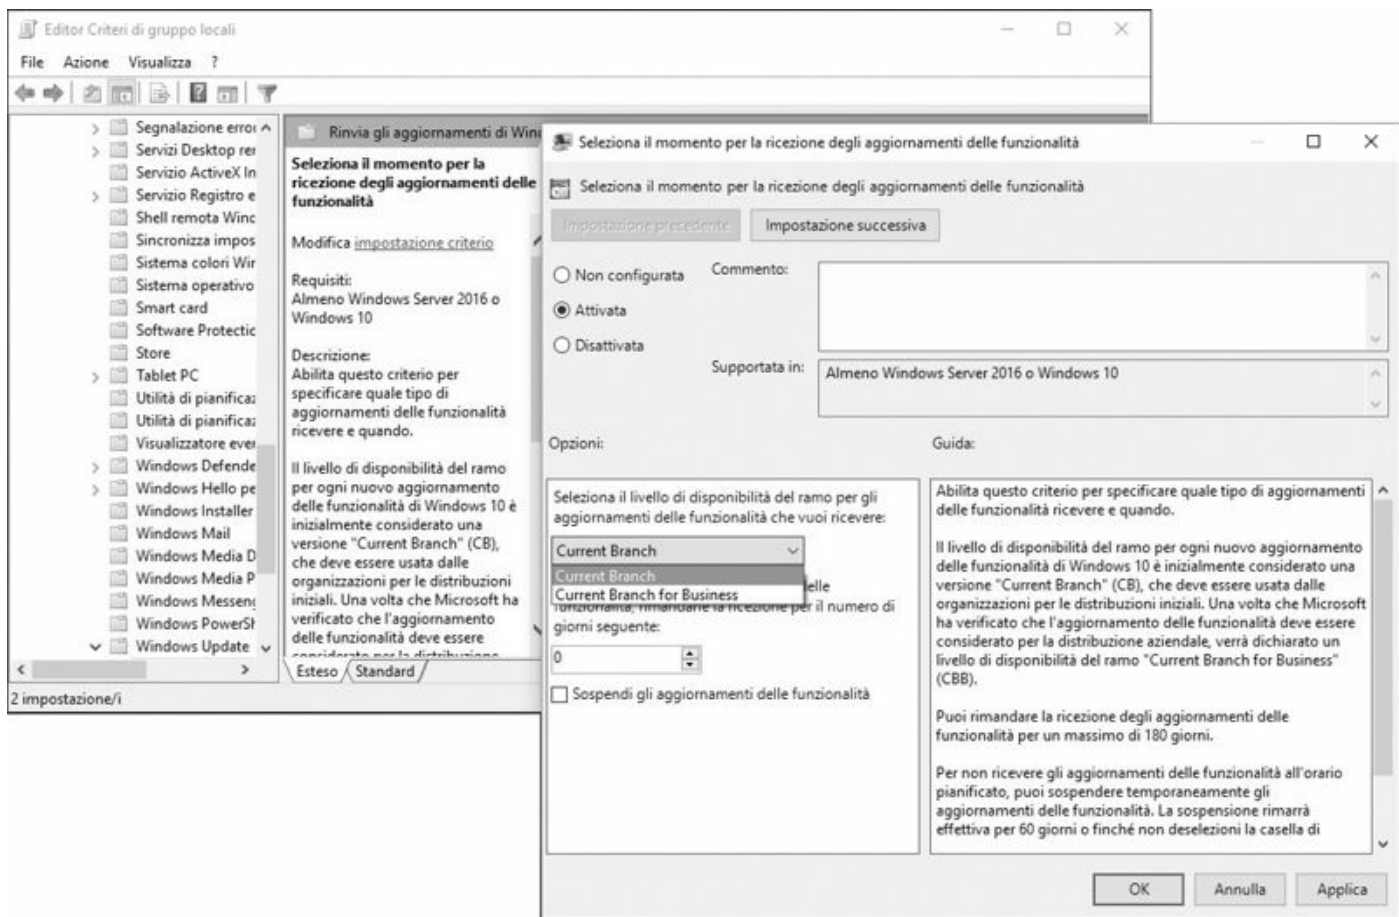 Editor Criteri di gruppo locali
File Azione Visualizza ?
Segnalazione erro
Servizi Desktop rer
Servizio ActiveX In
Servizio Registro e
Shell remota Winc
Sincronizza impos
Sistema colori Wir
Sistema operativo
Smart card
Software Protectic
Store
Tablet PC
Utilità di pianificaz
Utilità di pianificaz
Visualizzatore ever
Windows Defende
Windows Hello pe
Windows Installer
Windows Mail
Windows Media D
Windows Media P
Windows Messeng
Windows PowerSh
Windows Update
2 impostazione/i
Rinvia gli aggiornamenti di Win
Seleziona il momento per la
ricezione degli aggiornamenti delle
funzionalità
Modifica impostazione criterio
Requisiti:
Almeno Windows Server 2016 o
Windows 10
Descrizione:
Abilita questo criterio per
specificare quale tipo di
aggiornamenti delle funzionalità
ricevere e quando.
Il livello di disponibilità del ramo
per ogni nuovo aggiornamento
delle funzionalità di Windows 10 è
inizialmente considerato una
versione "Current Branch" (CB),
che deve essere usata dalle
organizzazioni per le distribuzioni
iniziali. Una volta che Microsoft ha
verificato che l'aggiornamento
delle funzionalità deve essere
considerato per la distribuzione
Esteso Standard
Seleziona il momento per la ricezione degli aggiornamenti delle funzionalità
Seleziona il momento per la ricezione degli aggiornamenti delle funzionalità
Impostazione precedente Impostazione successiva
Non configurata
Attivata
Disattivata
Commento:
Supportata in: Almeno Windows Server 2016 o Windows 10
Opzioni:
Seleziona il livello di disponibilità del ramo per gli
aggiornamenti delle funzionalità che vuoi ricevere:
Current Branch
Current Branch
Current Branch for Business
elle
funzionalità, rimandarne la ricezione per il numero di
giorni seguente:
0
Sospendi gli aggiornamenti delle funzionalità
Guida:
Abilita questo criterio per specificare quale tipo di aggiornamenti
delle funzionalità ricevere e quando.
Il livello di disponibilità del ramo per ogni nuovo aggiornamento
delle funzionalità di Windows 10 è inizialmente considerato una
versione "Current Branch" (CB), che deve essere usata dalle
organizzazioni per le distribuzioni iniziali. Una volta che Microsoft
ha verificato che l'aggiornamento delle funzionalità deve essere
considerato per la distribuzione aziendale, verrà dichiarato un
livello di disponibilità del ramo "Current Branch for Business"
(CBB).
Puoi rimandare la ricezione degli aggiornamenti delle
funzionalità per un massimo di 180 giorni.
Per non ricevere gli aggiornamenti delle funzionalità all'orario
pianificato, puoi sospendere temporaneamente gli
aggiornamenti delle funzionalità. La sospensione rimarrà
effettiva per 60 giorni o finché non deselezioni la casella di
OK Annulla Applica